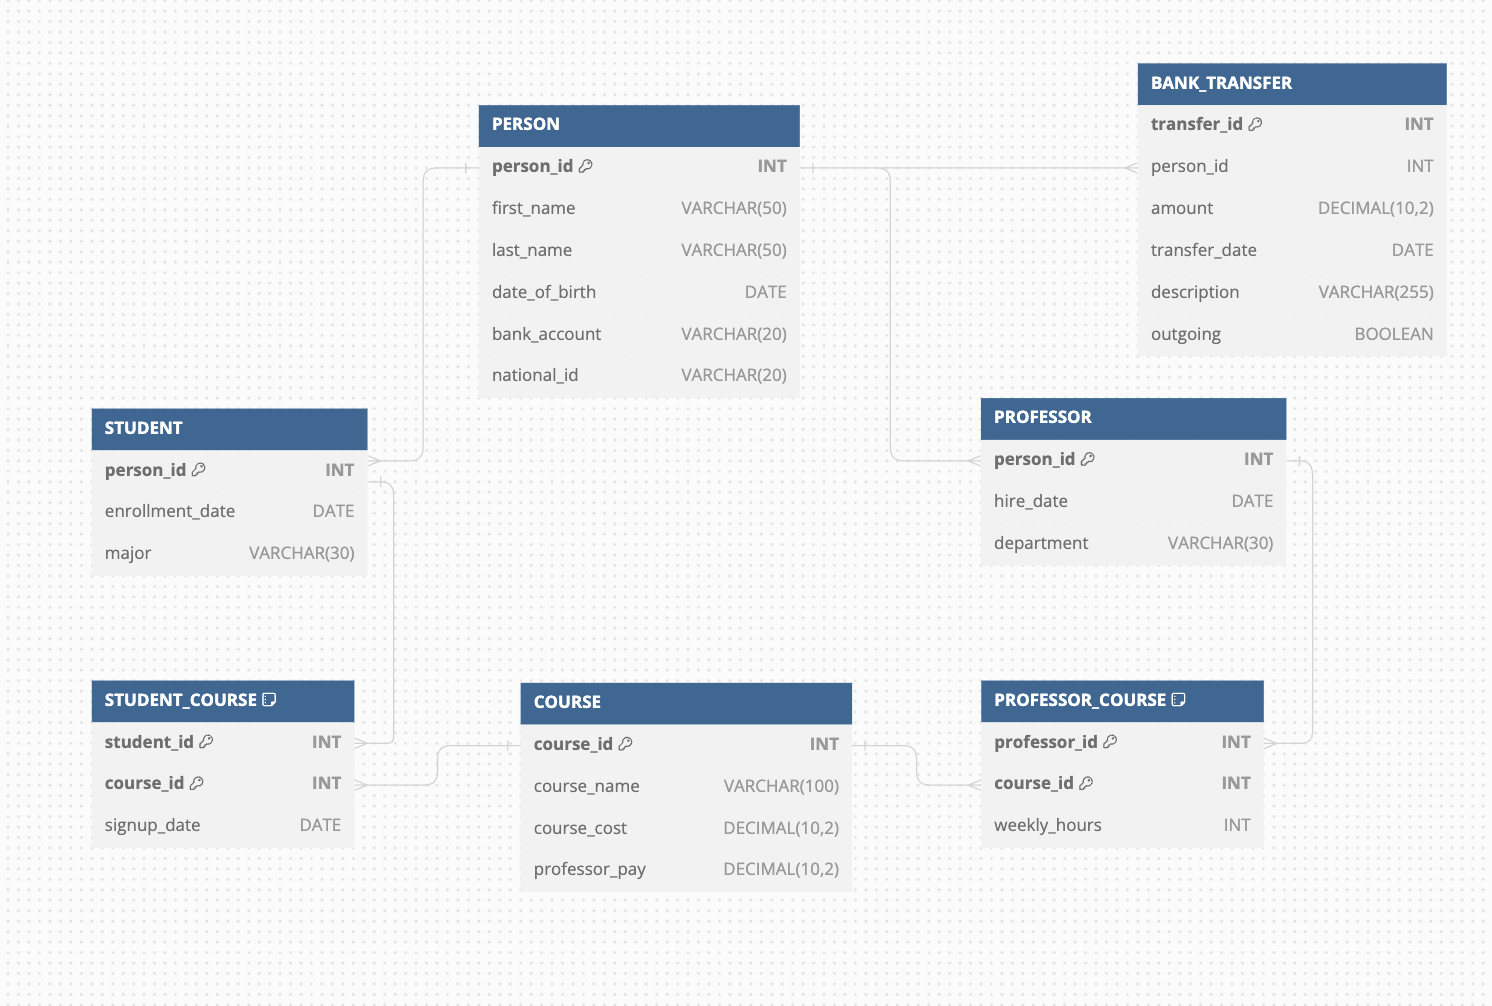 BANK_TRANSFER
transfer_id INT
person_id INT
amount DECIMAL(10,2)
transfer_date DATE
description VARCHAR(255)
outgoing BOOLEAN
PERSON
person_id INT
first_name VARCHAR(50)
last_name VARCHAR(50)
date_of_birth DATE
bank_account VARCHAR(20)
national_id VARCHAR(20)
STUDENT
person_id INT
enrollment_date DATE
major VARCHAR(30)
PROFESSOR
person_id INT
hire_date DATE
department VARCHAR(30)
STUDENT_COURSE
student_id INT
course_id INT
signup_date DATE
COURSE
course_id INT
course_name VARCHAR(100)
course_cost DECIMAL(10,2)
professor_pay DECIMAL(10,2)
PROFESSOR_COURSE
professor_id INT
course_id INT
weekly_hours INT